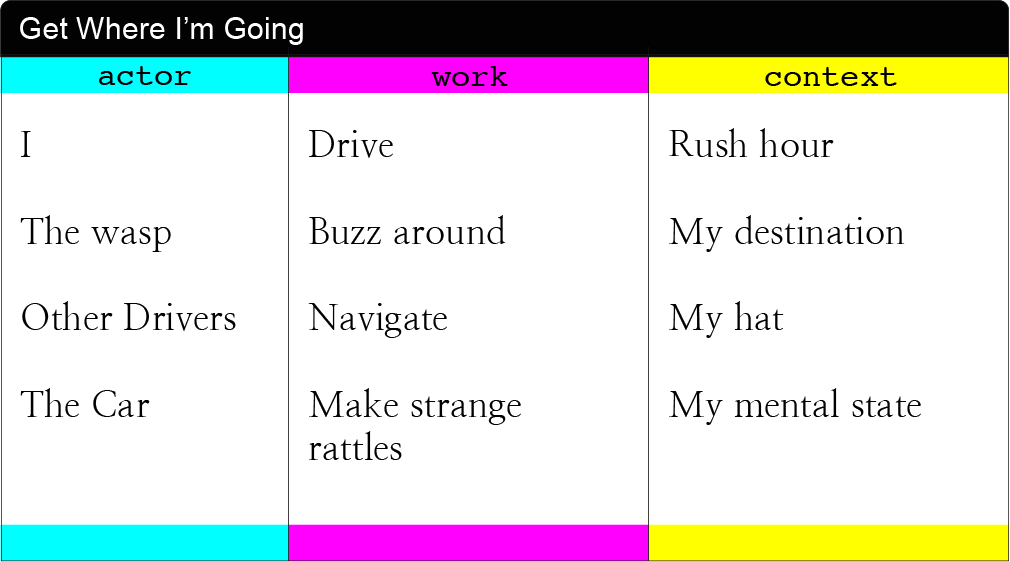 Get Where I’m Going
actor
work
context
I
Drive
Rush hour
The wasp
Buzz around
My destination
Other Drivers
Navigate
My hat
The Car
Make strange
rattles
My mental state